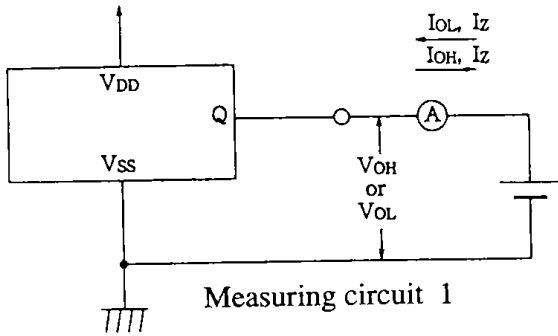 IOL, IZ
IOH, IZ
VDD
Q
A
VSS
VOH
or
VOL
Measuring circuit 1